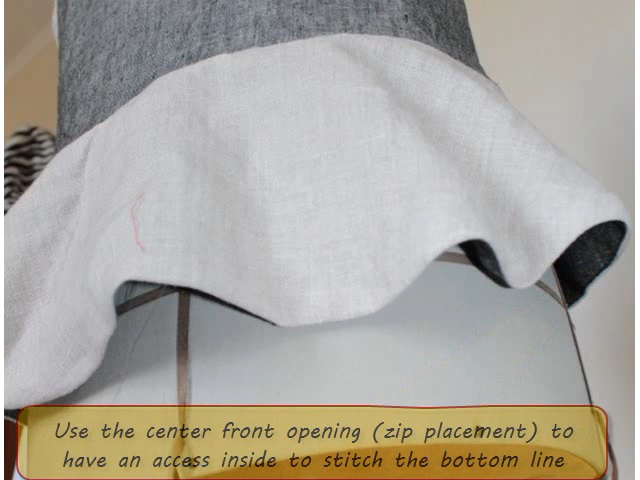 Use the center front opening (zip placement) to
have an access inside to stitch the bottom line